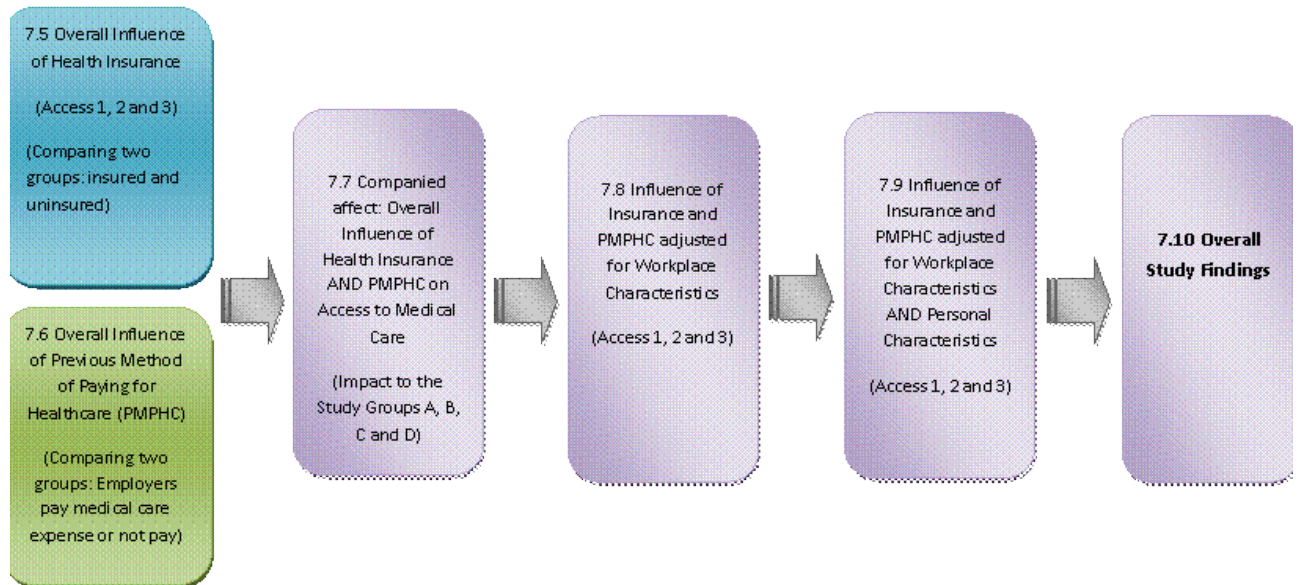 7.5 Overall Influence
of Health Insurance
(Access 1, 2 and 3)
(Comparing two
groups: insured and
uninsured)
7.6 Overall Influence
of Previous Method
of Paying for
Healthcare (PMPHC)
(Comparing two
groups: Employers
pay medical care
expense or not pay)
7.7 Companied
affect: Overall
Influence of
Health Insurance
AND PMPHC on
Access to Medical
Care
(Impact to the
Study Groups A, B,
C and D)
7.8 Influence of
Insurance and
PMPHC adjusted
for Workplace
Characteristics
(Access 1, 2 and 3)
7.9 Influence of
Insurance and
PMPHC adjusted
for Workplace
Characteristics
AND Personal
Characteristics
(Access 1, 2 and 3)
7.10 Overall
Study Findings